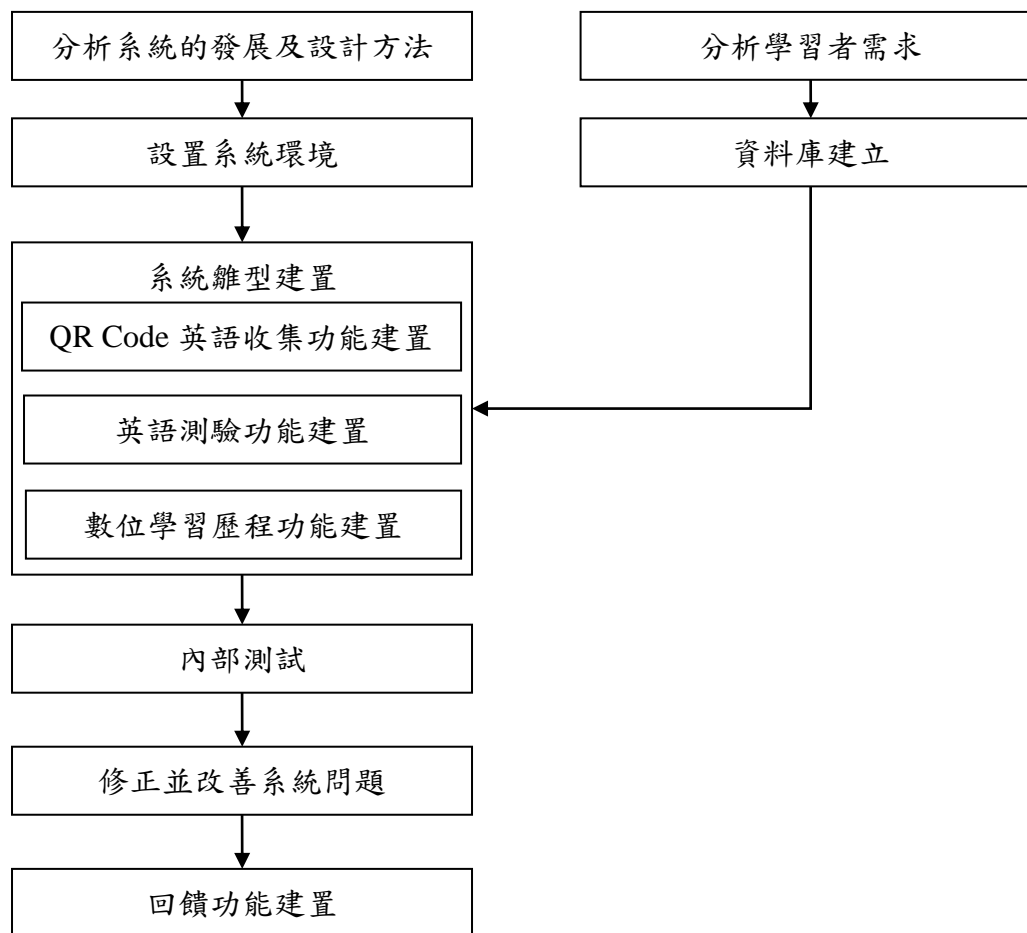 分析系統的發展及設計方法
分析學習者需求
設置系統環境
資料庫建立
系統雛型建置
QR Code 英語收集功能建置
英語測驗功能建置
數位學習歷程功能建置
內部測試
修正並改善系統問題
回饋功能建置